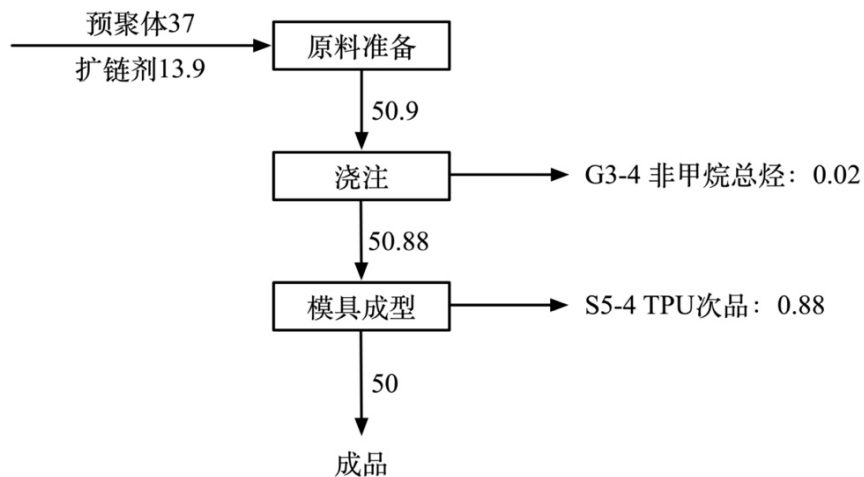 预聚体37
扩链剂13.9
原料准备
50.9
浇注
G3-4 非甲烷总烃：0.02
50.88
模具成型
S5-4 TPU次品：0.88
50
成品